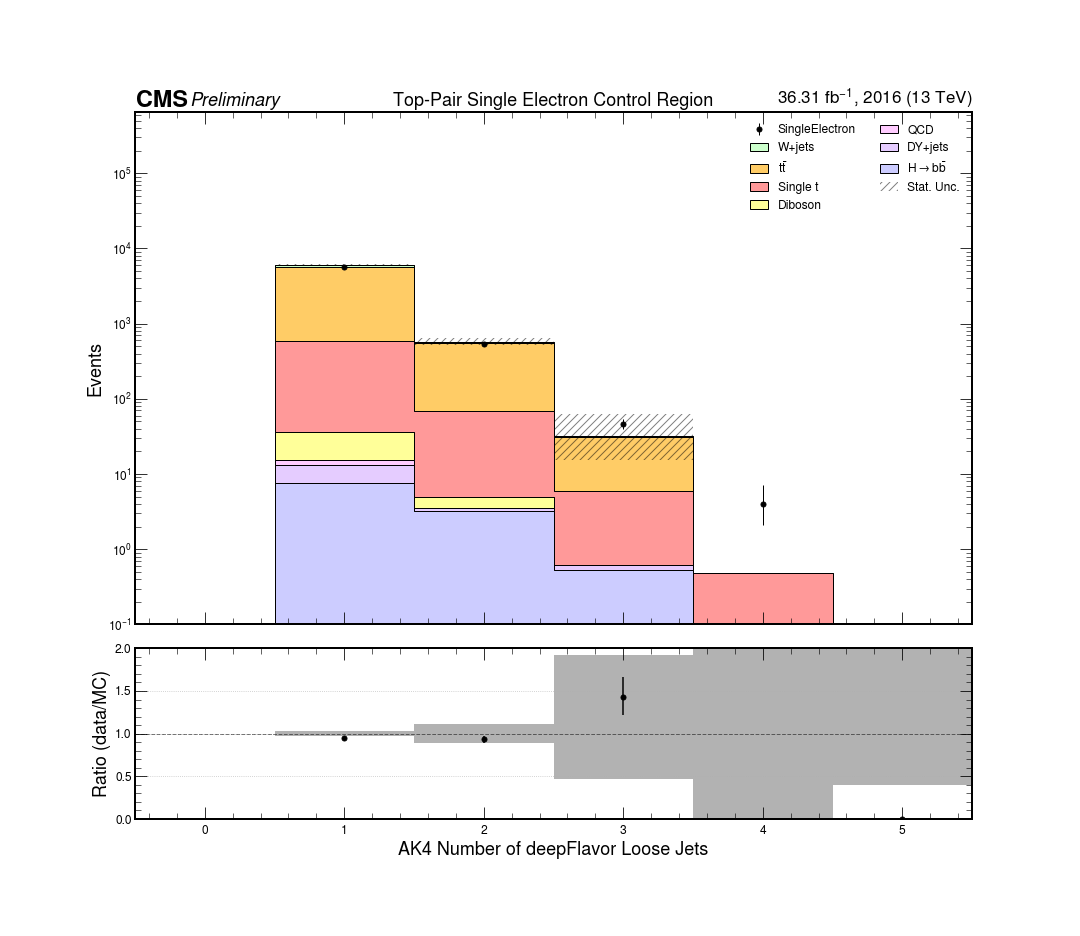 CMS Preliminary Top-Pair Single Electron Control Region 36.31 fb⁻¹, 2016 (13 TeV)
SingleElectron
W+jets
tt̄
Single t
Diboson
QCD
DY+jets
H→bb̄
Stat. Unc.
Events
10⁵
10⁴
10³
10²
10¹
10⁰
10⁻¹
Ratio (data/MC)
2.0
1.5
1.0
0.5
0.0
0 1 2 3 4 5
AK4 Number of deepFlavor Loose Jets